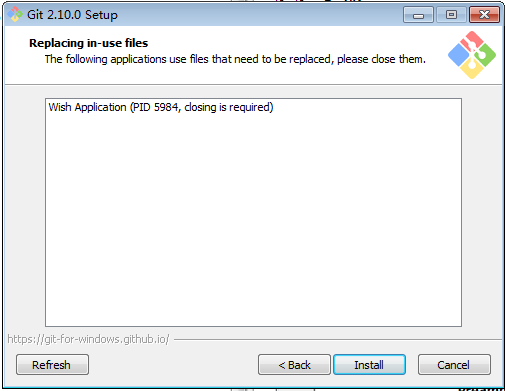 Git 2.10.0 Setup
Replacing in-use files
The following applications use files that need to be replaced, please close them.
Wish Application (PID 5984, closing is required)
https://git-for-windows.github.io/
Refresh
< Back
Install
Cancel